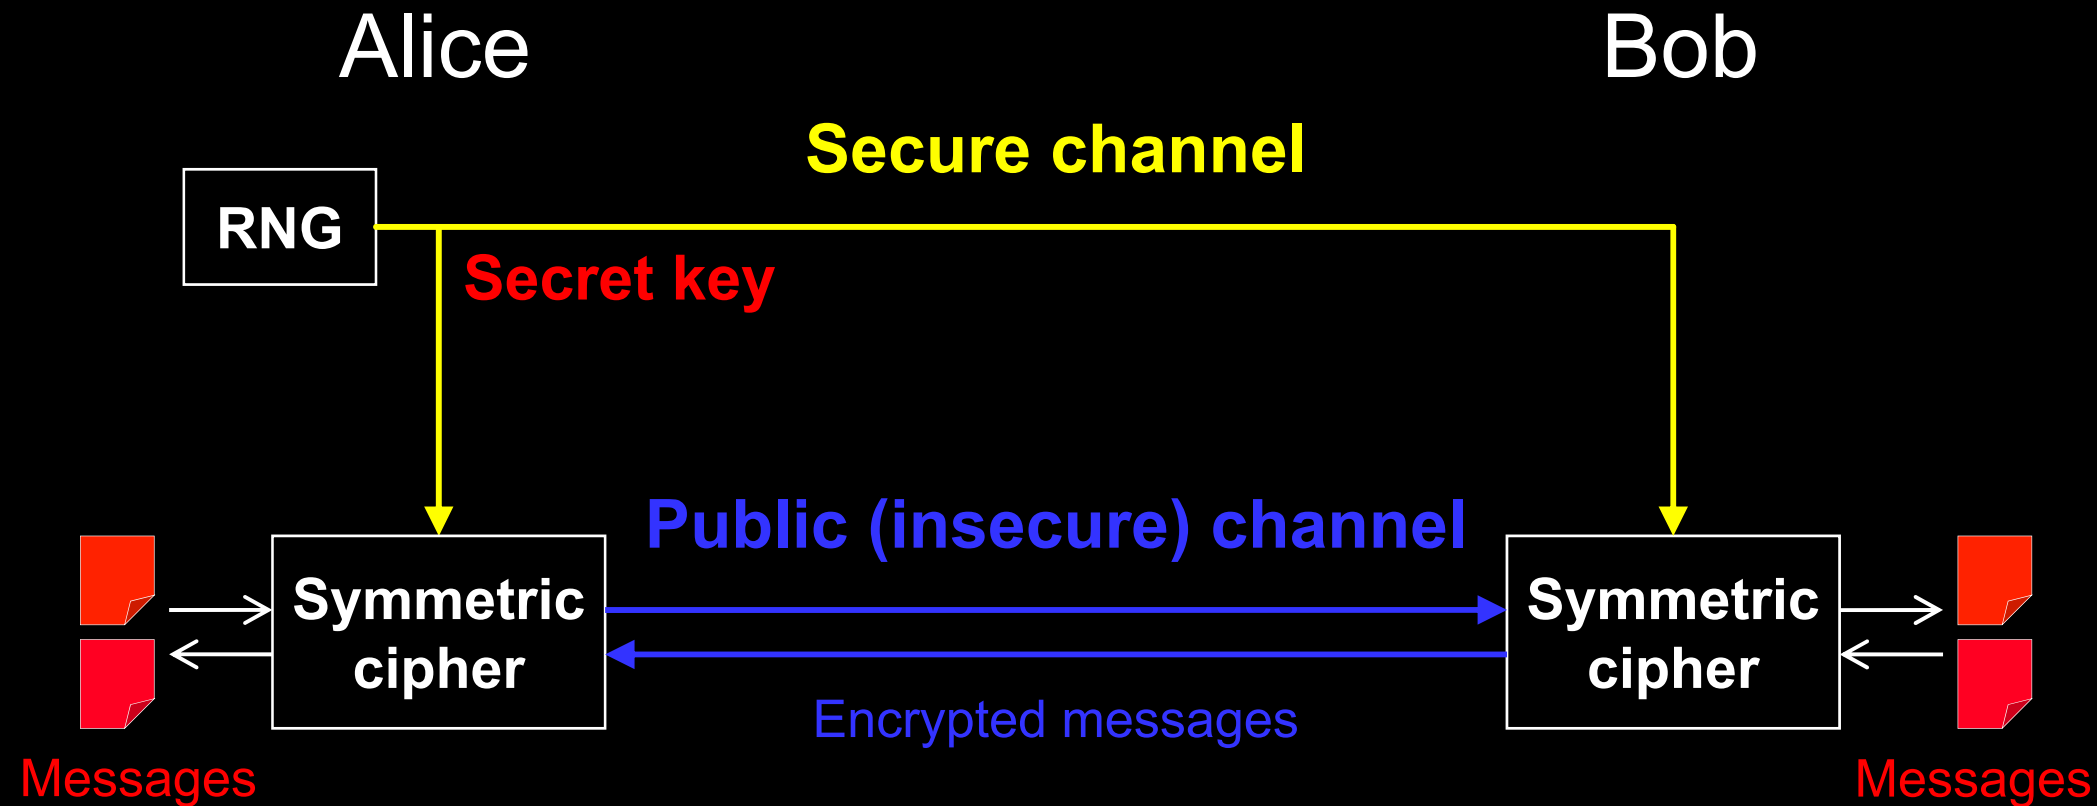 Alice
Bob
Secure channel
RNG
Secret key
Public (insecure) channel
Symmetric
cipher
Symmetric
cipher
Encrypted messages
Messages
Messages